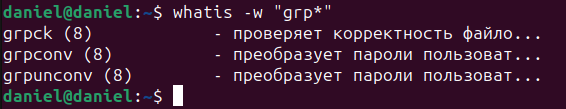 daniel@daniel:~$ whatis -w "grp*"
grpck (8)            - проверяет корректность файло...
grpconv (8)          - преобразует пароли пользоват...
grpunconv (8)        - преобразует пароли пользоват...
daniel@daniel:~$